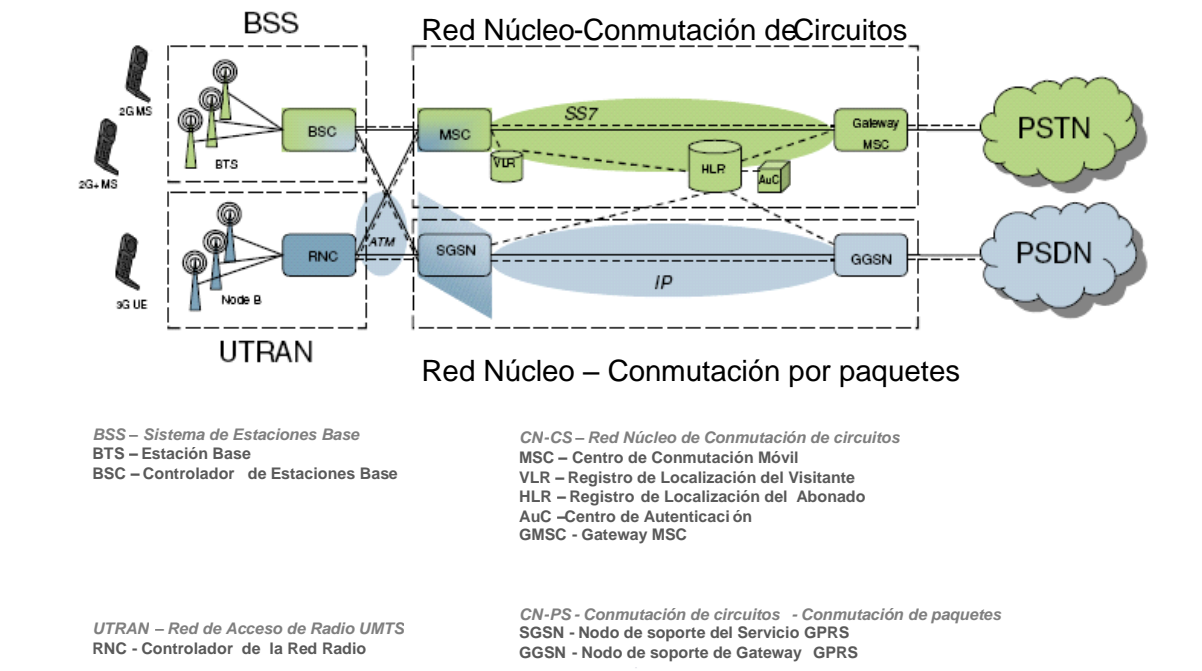 BSS
Red Núcleo-Conmutación deCircuitos
2G MS
2G+ MS
BTS
BSC
MSC
SS7
VLR
HLR
AuC
Gateway
MSC
PSTN
3G UE
Node B
RNC
ATM
SGSN
IP
GGSN
PSDN
UTRAN
Red Núcleo – Conmutación por paquetes
BSS – Sistema de Estaciones Base
BTS – Estación Base
BSC – Controlador de Estaciones Base
CN-CS – Red Núcleo de Conmutación de circuitos
MSC – Centro de Conmutación Móvil
VLR – Registro de Localización del Visitante
HLR – Registro de Localización del Abonado
AuC –Centro de Autenticación
GMSC - Gateway MSC
UTRAN – Red de Acceso de Radio UMTS
RNC - Controlador de la Red Radio
CN-PS - Conmutación de circuitos - Conmutación de paquetes
SGSN - Nodo de soporte del Servicio GPRS
GGSN - Nodo de soporte de Gateway GPRS